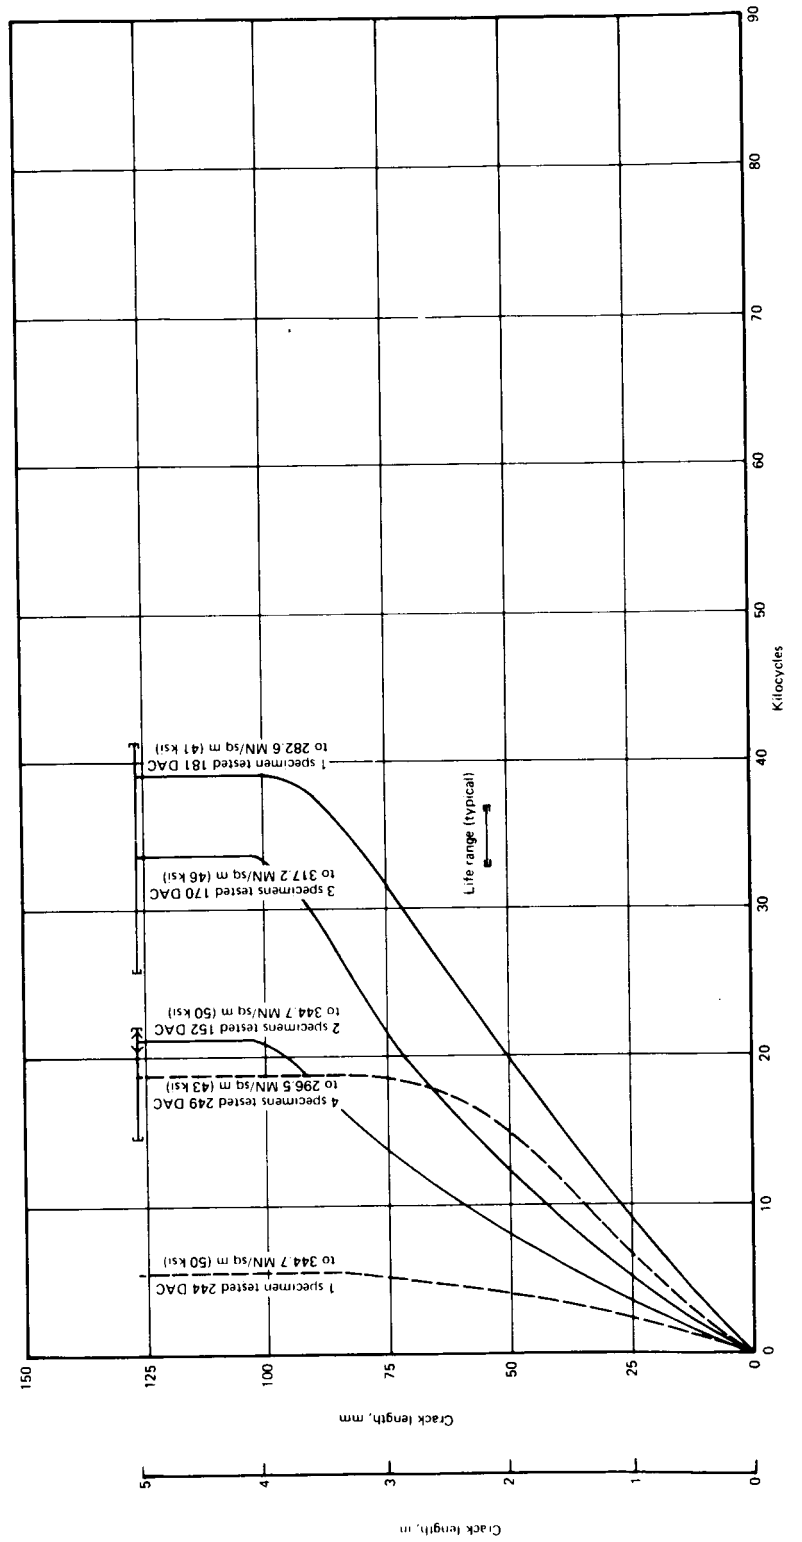 1 specimen tested 181 DAC
to 282.6 MN/sq m (41 ksi)
3 specimens tested 170 DAC
to 317.2 MN/sq m (46 ksi)
2 specimens tested 152 DAC
to 344.7 MN/sq m (50 ksi)
4 specimens tested 249 DAC
to 296.5 MN/sq m (43 ksi)
1 specimen tested 244 DAC
to 344.7 MN/sq m (50 ksi)
Life range (typical)
Kilocycles
0
10
20
30
40
50
60
70
80
90
Crack length, mm
150
125
100
75
50
25
0
Crack length, in
5
4
3
2
1
0